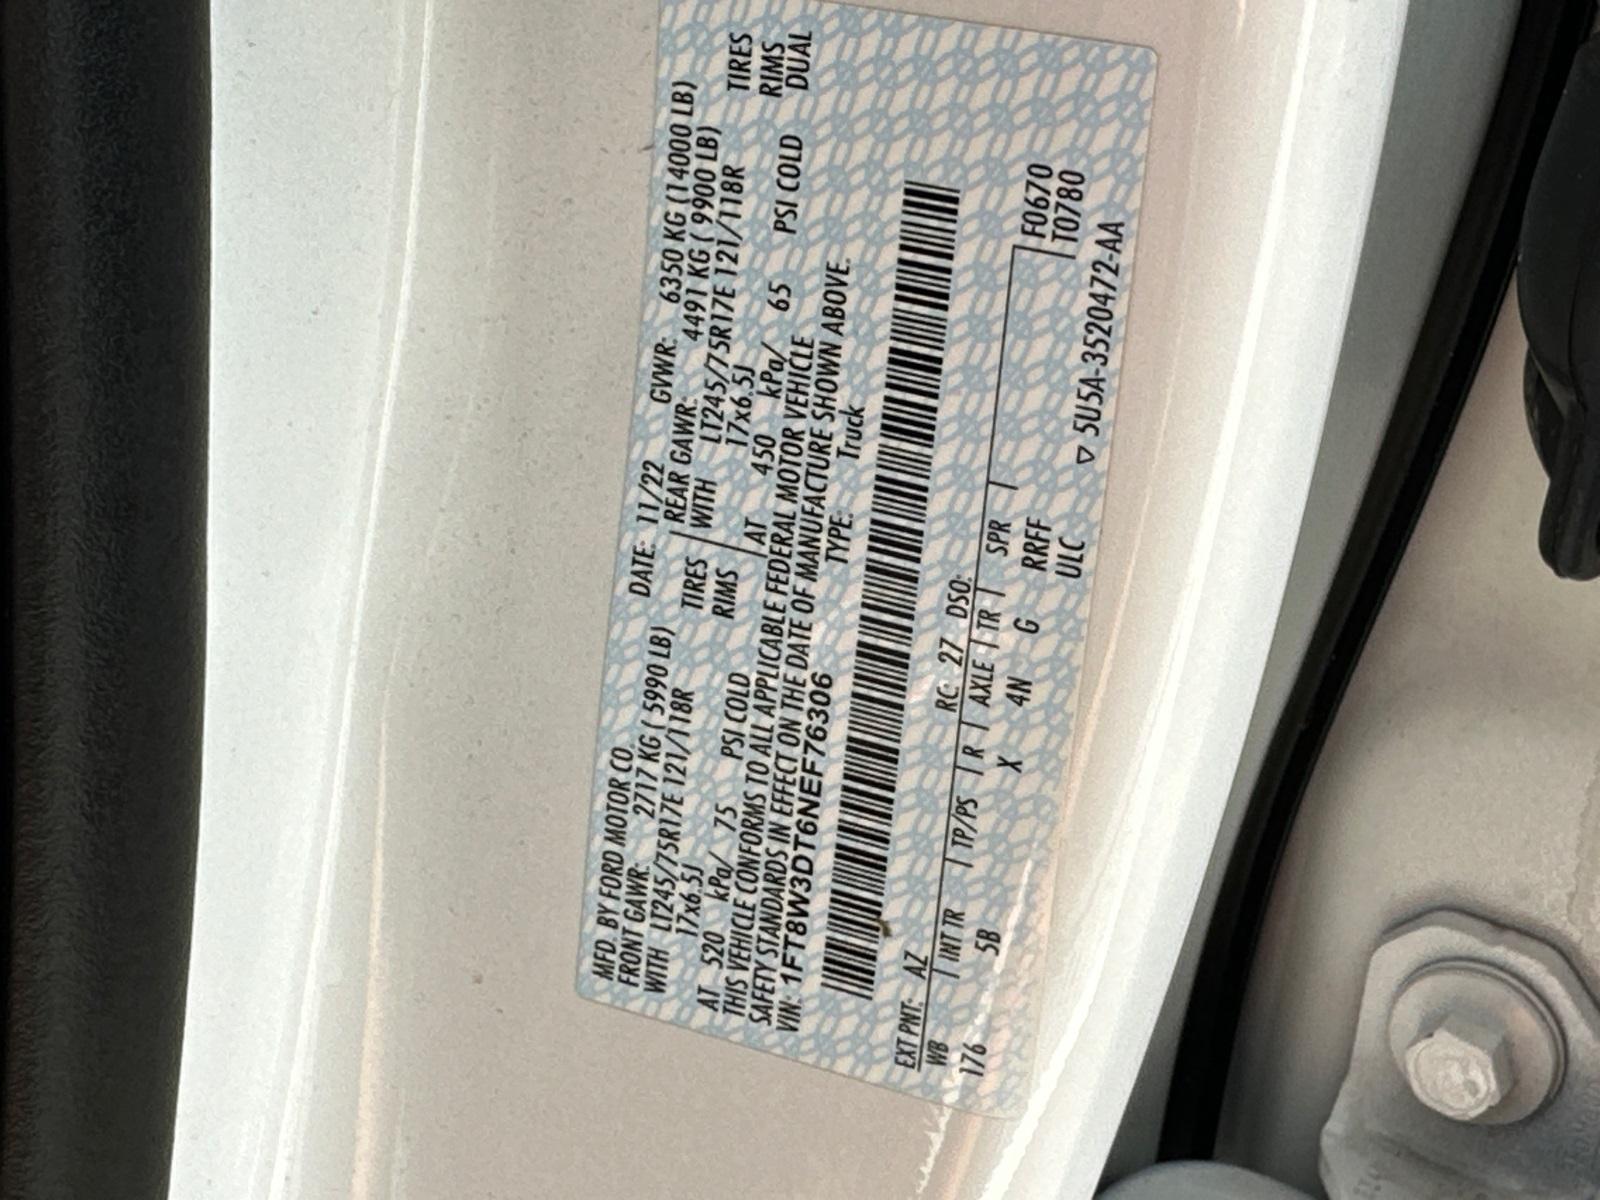 MFD. BY FORD MOTOR CO.
DATE: 11/22 GVWR: 6350 KG (14000 LB)
FRONT GAWR: 2717 KG ( 5990 LB) REAR GAWR: 4491 KG ( 9900 LB)
WITH LT245/75R17E 121/118R TIRES WITH LT245/75R17E 121/118R TIRES
17x6.5J RIMS 17x6.5J RIMS
AT 520 kPa/ 75 PSI COLD AT 450 kPa/ 65 PSI COLD DUAL
THIS VEHICLE CONFORMS TO ALL APPLICABLE FEDERAL MOTOR VEHICLE
SAFETY STANDARDS IN EFFECT ON THE DATE OF MANUFACTURE SHOWN ABOVE.
VIN: 1FT8W3DT6NEF76306 TYPE: Truck
EXT PNT: AZ RC: 27 DSO:
WB INT TR TP/PS R AXLE TR SPR
F0670
176 5B X 4N G RRFF T0780
ULC ▽ 5U5A-3520472-AA